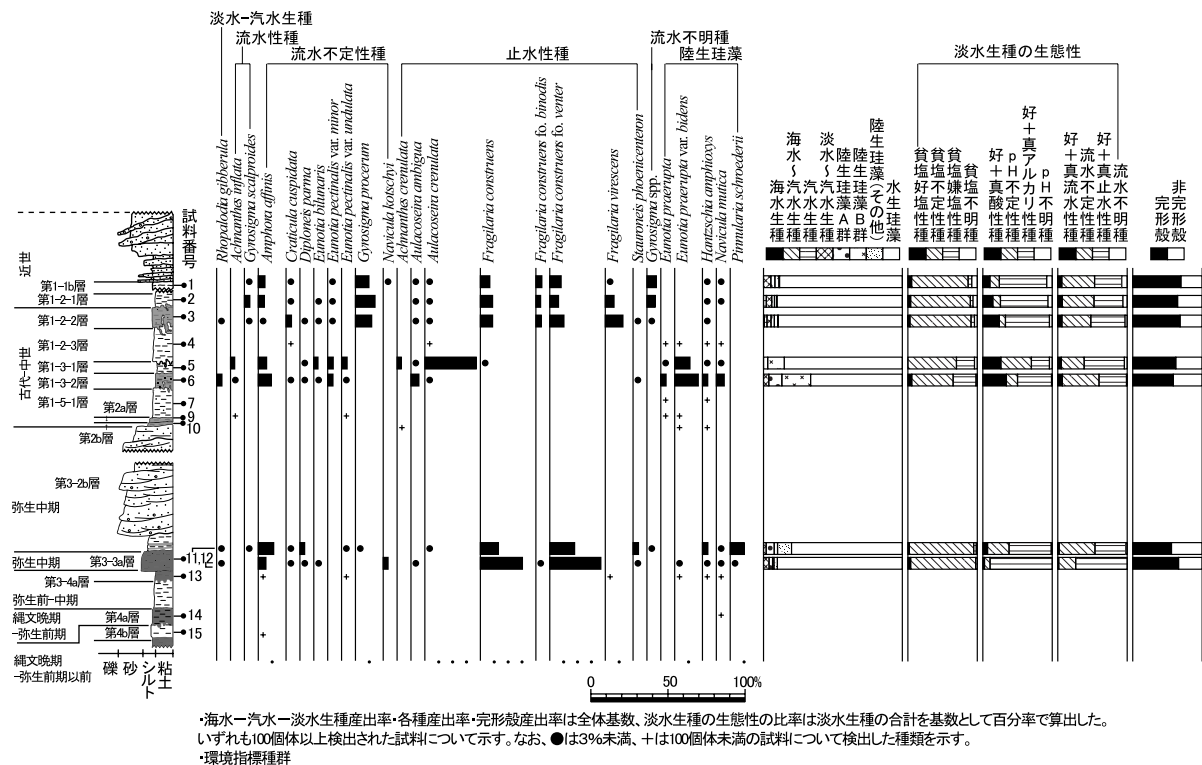 淡水−汽水生種
流水性種
流水不定性種
止水性種
流水不明種
陸生珪藻
淡水生種の生態性
Rhopalodia gibberula
Achnanthes inflata
Gyrosigma scalproides
Amphora affinis
Craticula cuspidata
Diploneis parma
Eunotia bilunaris
Eunotia pectinalis var. minor
Eunotia pectinalis var. undulata
Gyrosigma procerum
Navicula kotschyi
Achnanthes crenulata
Aulacoseira ambigua
Aulacoseira crenulata
Fragilaria construens
Fragilaria construens fo. binodis
Fragilaria construens fo. venter
Fragilaria virescens
Stauroneis phoenicenteron
Gyrosigma spp.
Eunotia praerupta
Eunotia praerupta var. bidens
Hantzschia amphioxys
Navicula mutica
Pinnularia schroederii
海水生種
海水〜汽水生種
汽水生種
淡水〜汽水生種
淡水生種
陸生珪藻A群
陸生珪藻B群
陸生珪藻(その他)
水生珪藻
貧塩好塩性種
貧塩不定性種
貧塩嫌塩性種
貧塩不明種
好+真酸性種
pH不定性種
好+真アルカリ性種
pH不明種
好+真流水性種
流水不定性種
好+真止水性種
流水不明種
完形殻
非完形殻
試料番号
近世
古代-中世
第1-1b層
第1-2-1層
第1-2-2層
第1-2-3層
第1-3-1層
第1-3-2層
第1-5-1層
第2a層
第2b層
第3-2b層
弥生中期
弥生中期
第3-3a層
第3-4a層
弥生前-中期
縄文晩期
-弥生前期
第4a層
第4b層
縄文晩期
-弥生前期以前
1
2
3
4
5
6
7
9
10
11,12
13
14
15
礫
砂
シルト
粘土
0 50 100%
・海水−汽水−淡水生種産出率・各種産出率・完形殻産出率は全体基数、淡水生種の生態性の比率は淡水生種の合計を基数として百分率で算出した。
いずれも100個体以上検出された試料について示す。なお、●は3%未満、+は100個体未満の試料について検出した種類を示す。
・環境指標種群